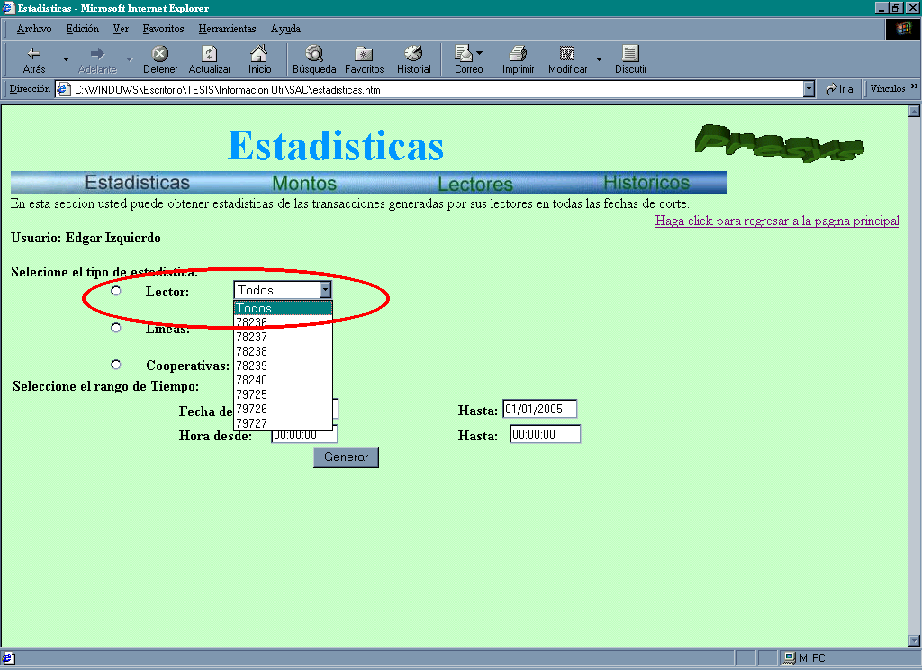 Estadisticas - Microsoft Internet Explorer
Archivo Edición Ver Favoritos Herramientas Ayuda
Atrás Adelante Detener Actualizar Inicio Búsqueda Favoritos Historial Correo Imprimir Modificar Discutir
Dirección C:\WINDOWS\Escritorio\TESIS\Informacion Util\SAC\estadisticas.htm Ir a Vínculos »
Estadisticas
Estadisticas Montos Lectores Historicos
En esta seccion usted puede obtener estadisticas de las transacciones generadas por sus lectores en todas las fechas de corte.
Haga click para regresar a la pagina principal
Usuario: Edgar Izquierdo
Selecione el tipo de estadistica:
Lector: Todos
Todos
78236
Lineas:
78237
78238
Cooperativas: 78239
78240
Seleccione el rango de Tiempo:
79725
Fecha de 79726 Hasta: 01/01/2005
79727
Hora desde: 00:00:00 Hasta: 00:00:00
Generar
Mi PC